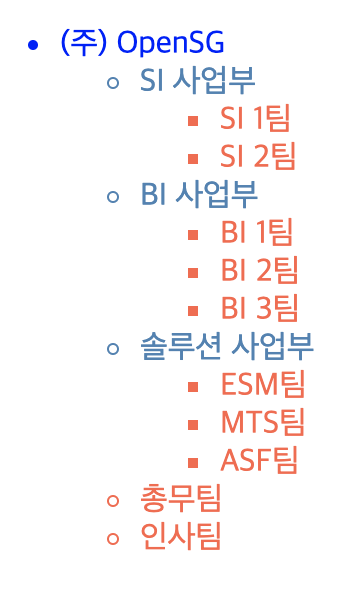 (주) OpenSG
SI 사업부
SI 1팀
SI 2팀
BI 사업부
BI 1팀
BI 2팀
BI 3팀
솔루션 사업부
ESM팀
MTS팀
ASF팀
총무팀
인사팀